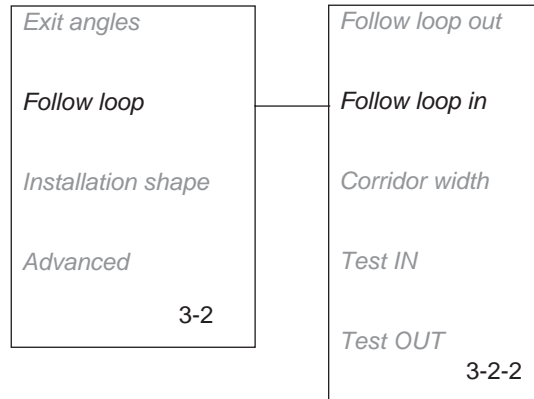 Exit angles
Follow loop
Installation shape
Advanced
3-2
Follow loop out
Follow loop in
Corridor width
Test IN
Test OUT
3-2-2